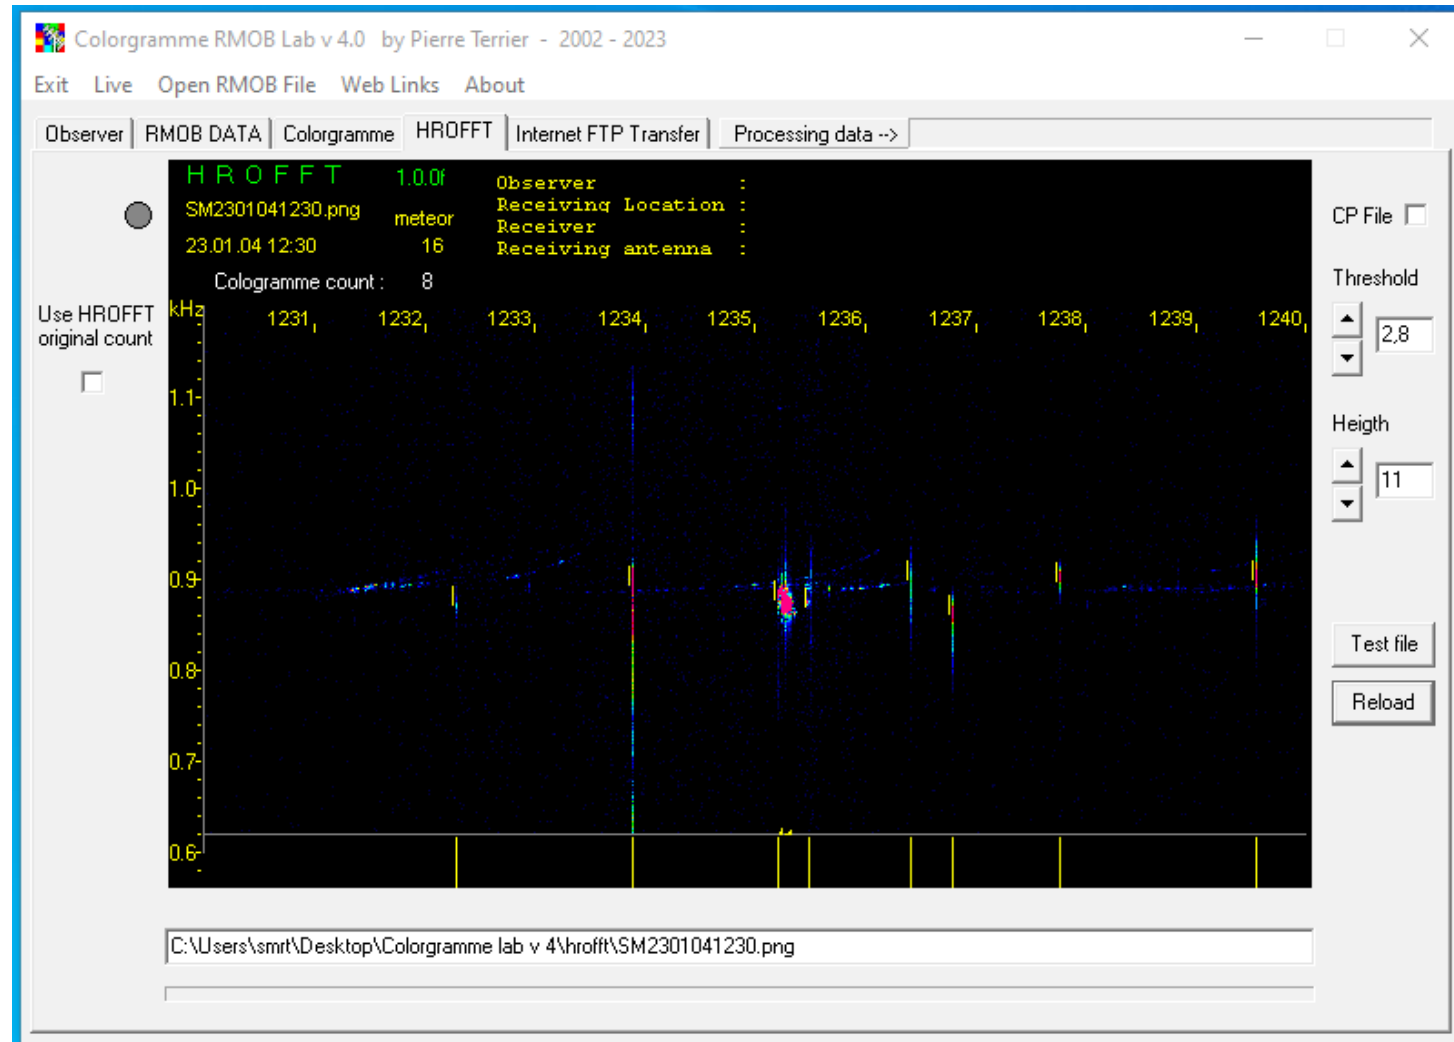 Colorgramme RMOB Lab v 4.0 by Pierre Terrier - 2002 - 2023
Exit Live Open RMOB File Web Links About
Observer RMOB DATA Colorgramme HROFFT Internet FTP Transfer Processing data -->
H R O F F T 1.0.0f
SM2301041230.png meteor
23.01.04 12:30 16
Observer :
Receiving Location :
Receiver :
Receiving antenna :
Cologramme count : 8
Use HROFFT
original count
kHz 1231 1232 1233 1234 1235 1236 1237 1238 1239 1240
1.1
1.0
0.9
0.8
0.7
0.6
CP File
Threshold
2,8
Heigth
11
Test file
Reload
C:\Users\smrt\Desktop\Colorgramme lab v 4\hrofft\SM2301041230.png